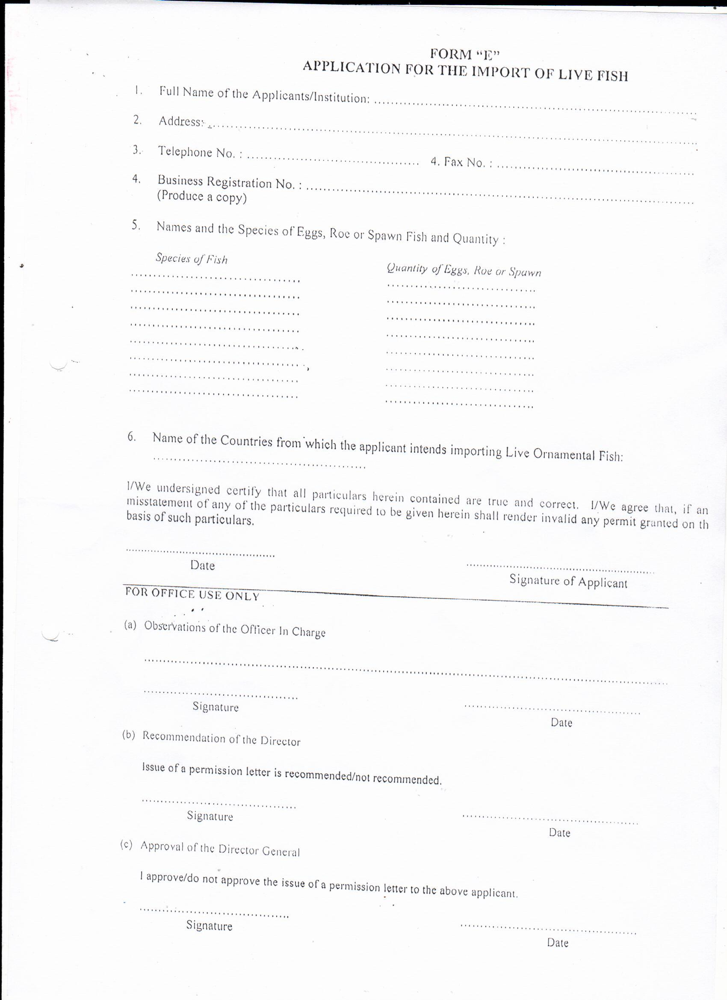 FORM “E”
APPLICATION FOR THE IMPORT OF LIVE FISH
1. Full Name of the Applicants/Institution: ....................
2. Address: ....................
3. Telephone No. : .................... 4. Fax No. : ....................
4. Business Registration No. : ....................
(Produce a copy)
5. Names and the Species of Eggs, Roe or Spawn Fish and Quantity :
Species of Fish Quantity of Eggs, Roe or Spawn
6. Name of the Countries from which the applicant intends importing Live Ornamental Fish:
....................
I/We undersigned certify that all particulars herein contained are true and correct. I/We agree that, if an
misstatement of any of the particulars required to be given herein shall render invalid any permit granted on th
basis of such particulars.
Date Signature of Applicant
FOR OFFICE USE ONLY
(a) Observations of the Officer In Charge
Signature Date
(b) Recommendation of the Director
Issue of a permission letter is recommended/not recommended.
Signature Date
(c) Approval of the Director General
I approve/do not approve the issue of a permission letter to the above applicant.
Signature Date